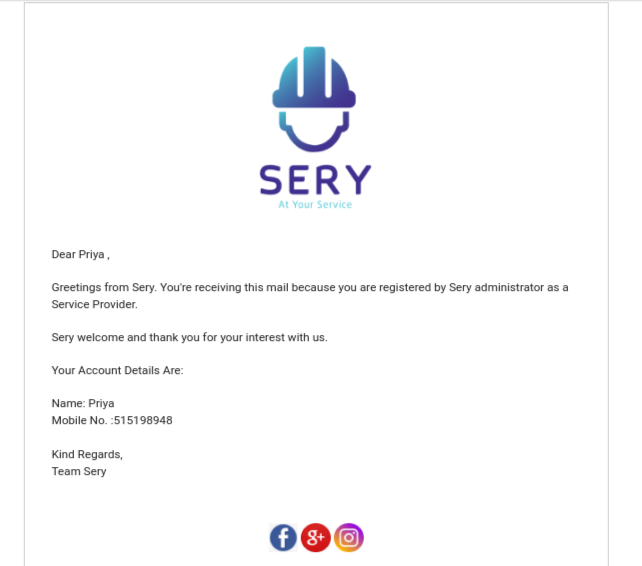 SERY
At Your Service
Dear Priya ,
Greetings from Sery. You're receiving this mail because you are registered by Sery administrator as a
Service Provider.
Sery welcome and thank you for your interest with us.
Your Account Details Are:
Name: Priya
Mobile No. :515198948
Kind Regards,
Team Sery
f g+